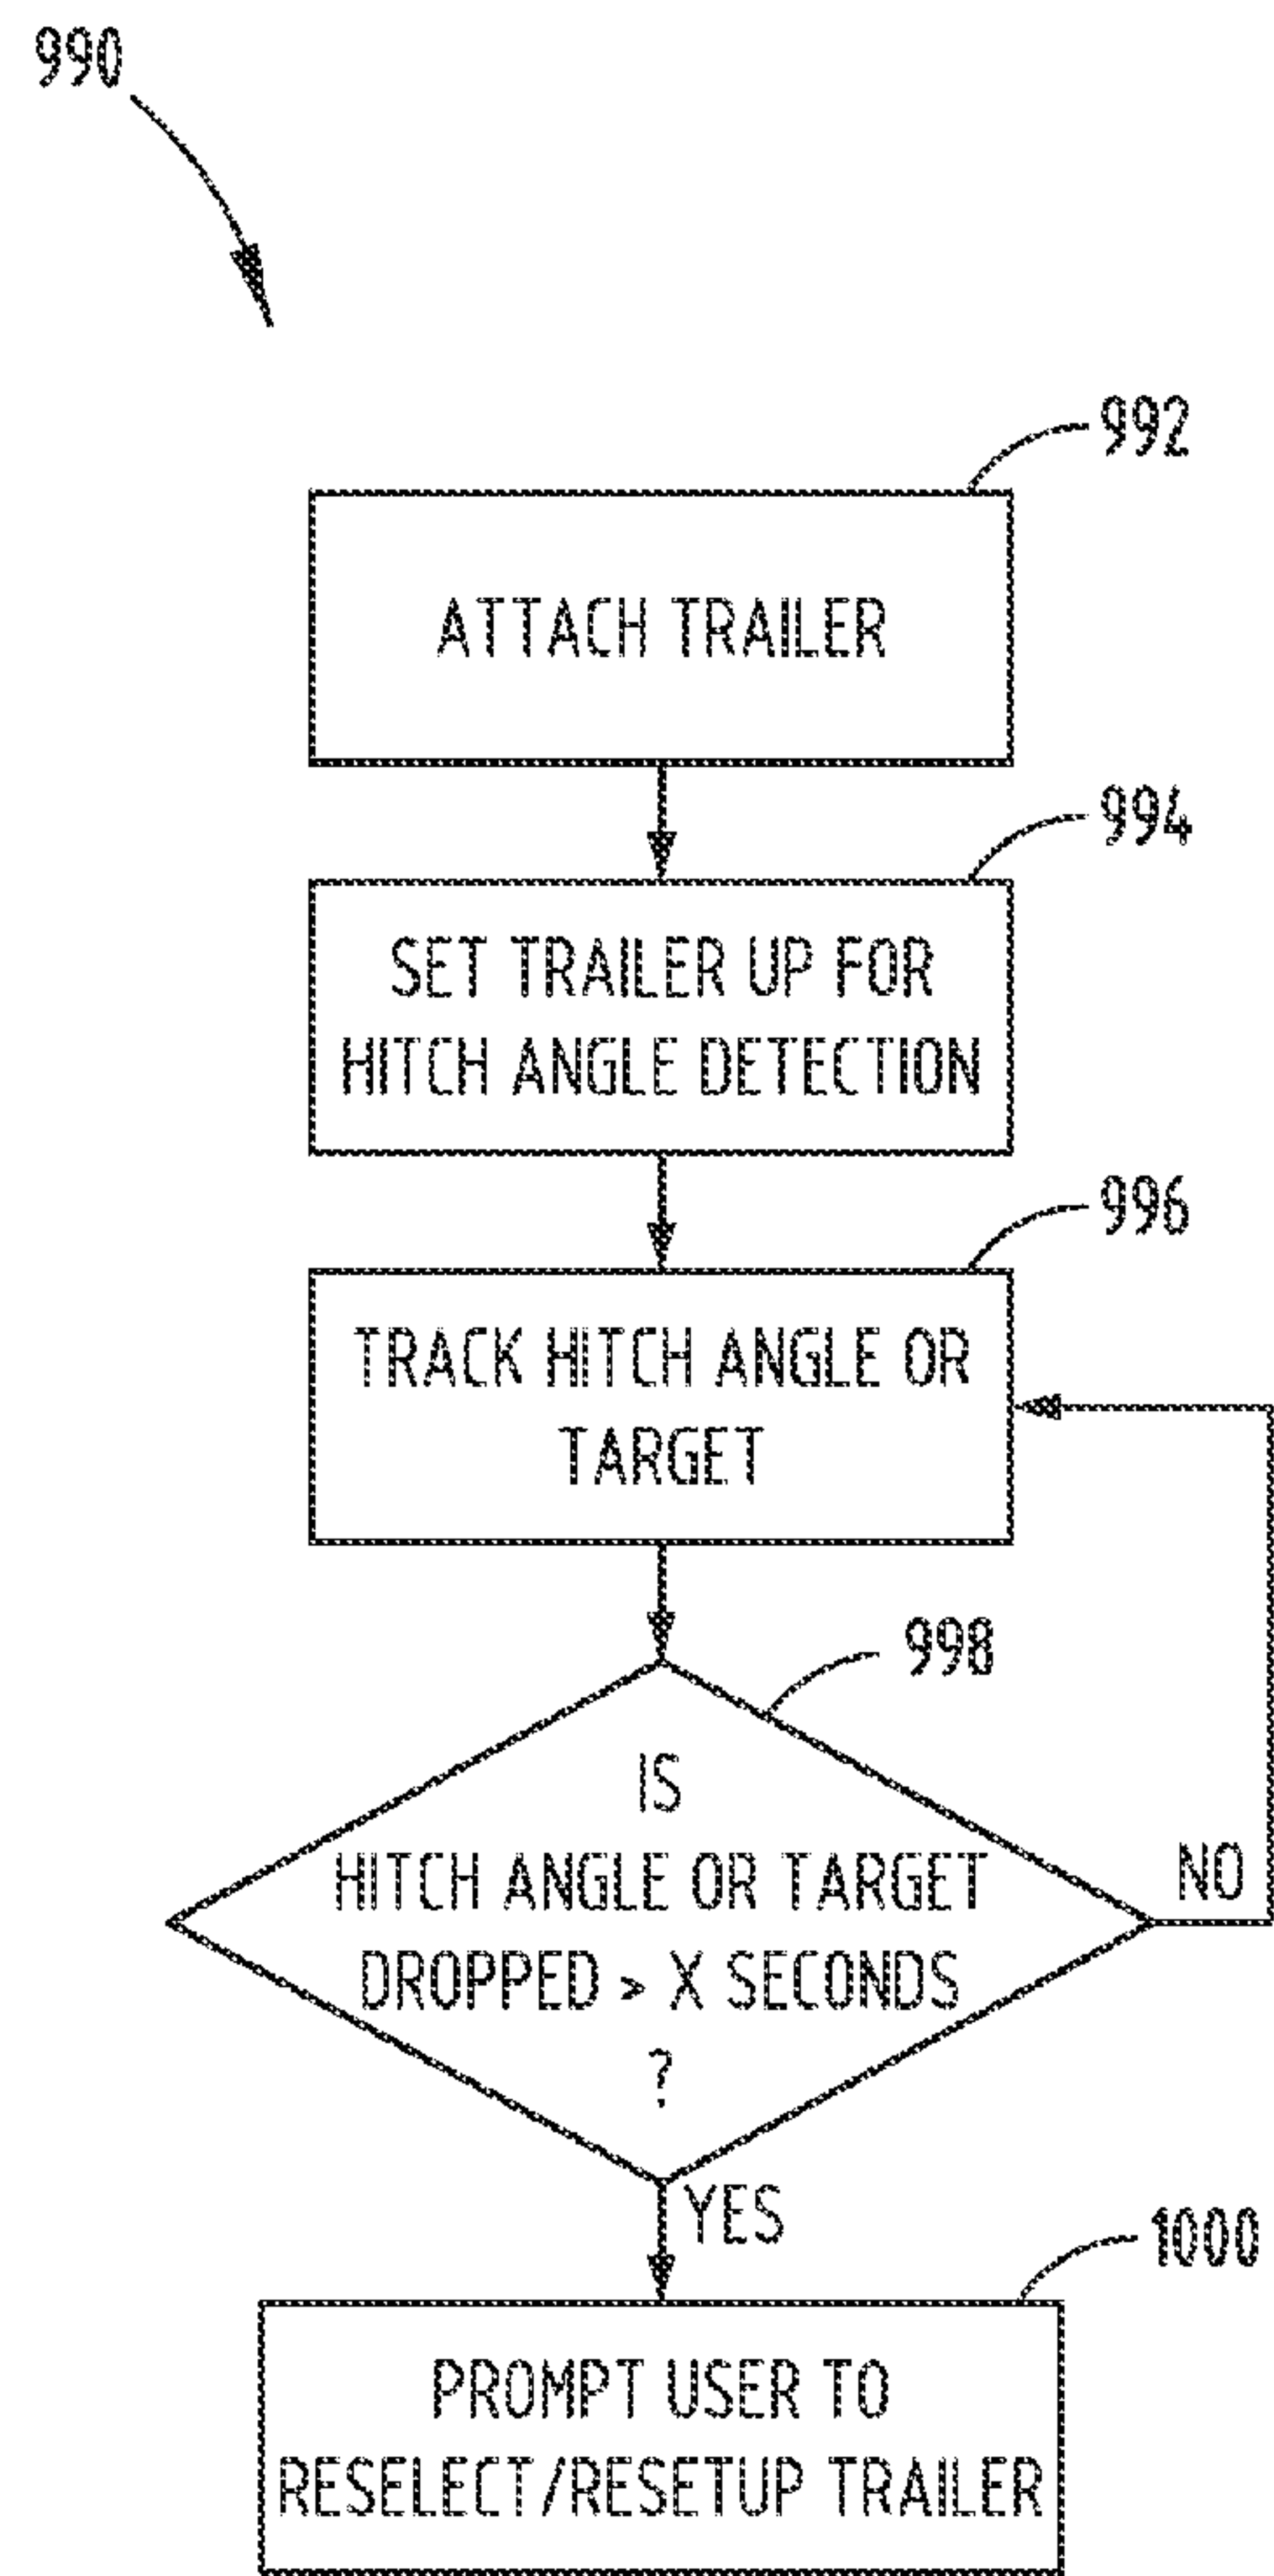 990
992
ATTACH TRAILER
994
SET TRAILER UP FOR
HITCH ANGLE DETECTION
996
TRACK HITCH ANGLE OR
TARGET
998
IS
HITCH ANGLE OR TARGET
DROPPED > X SECONDS
?
NO
YES
1000
PROMPT USER TO
RESELECT/RESETUP TRAILER